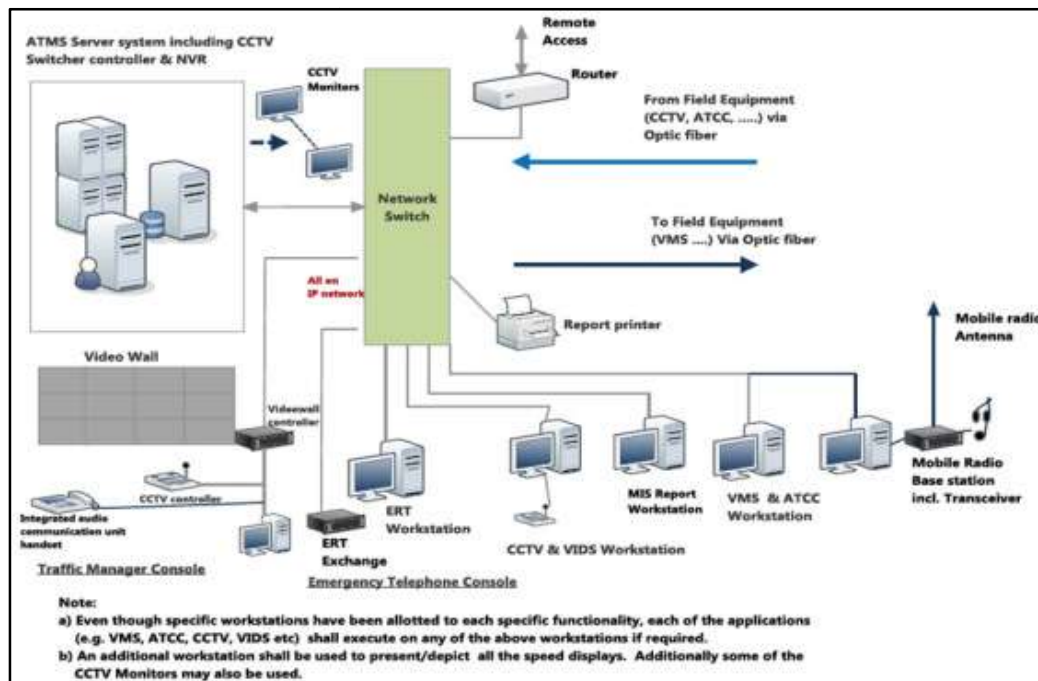 ATMS Server system including CCTV
Switcher controller & NVR
CCTV
Monitors
Remote
Access
Router
From Field Equipment
(CCTV, ATCC, .....) via
Optic fiber
Network
Switch
To Field Equipment
(VMS ....) Via Optic fiber
All on
IP network
Report printer
Mobile radio
Antenna
Video Wall
Videewall
controller
CCTV controller
Integrated audio
communication unit
handset
Traffic Manager Console
ERT
Workstation
ERT
Exchange
Emergency Telephone Console
CCTV & VIDS Workstation
MIS Report
Workstation
VMS & ATCC
Workstation
Mobile Radio
Base station
incl. Transceiver
Note:
a) Even though specific workstations have been allotted to each specific functionality, each of the applications
(e.g. VMS, ATCC, CCTV, VIDS etc) shall execute on any of the above workstations if required.
b) An additional workstation shall be used to present/depict all the speed displays. Additionally some of the
CCTV Monitors may also be used.